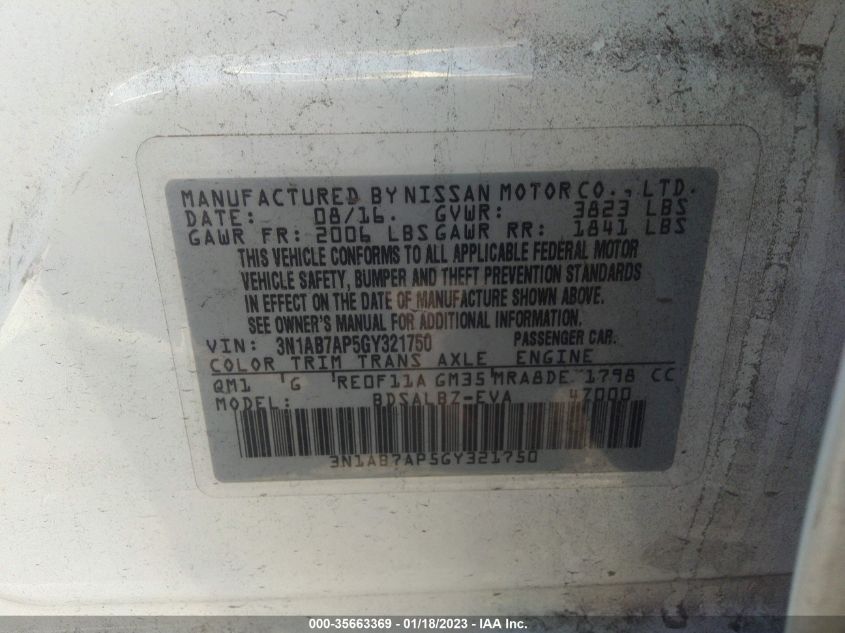 MANUFACTURED BY NISSAN MOTOR CO., LTD.
DATE: 08/16. GVWR: 3823 LBS
GAWR FR: 2006 LBS GAWR RR: 1841 LBS
THIS VEHICLE CONFORMS TO ALL APPLICABLE FEDERAL MOTOR
VEHICLE SAFETY, BUMPER AND THEFT PREVENTION STANDARDS
IN EFFECT ON THE DATE OF MANUFACTURE SHOWN ABOVE.
SEE OWNER'S MANUAL FOR ADDITIONAL INFORMATION.
VIN: 3N1AB7AP5GY321750 PASSENGER CAR.
COLOR TRIM TRANS AXLE ENGINE
QM1 G RE0F11A GM35 MRA8DE 1798 CC
MODEL: BDSALBZ-EVA 47000
3N1AB7AP5GY321750
000-35663369 - 01/18/2023 - IAA Inc.